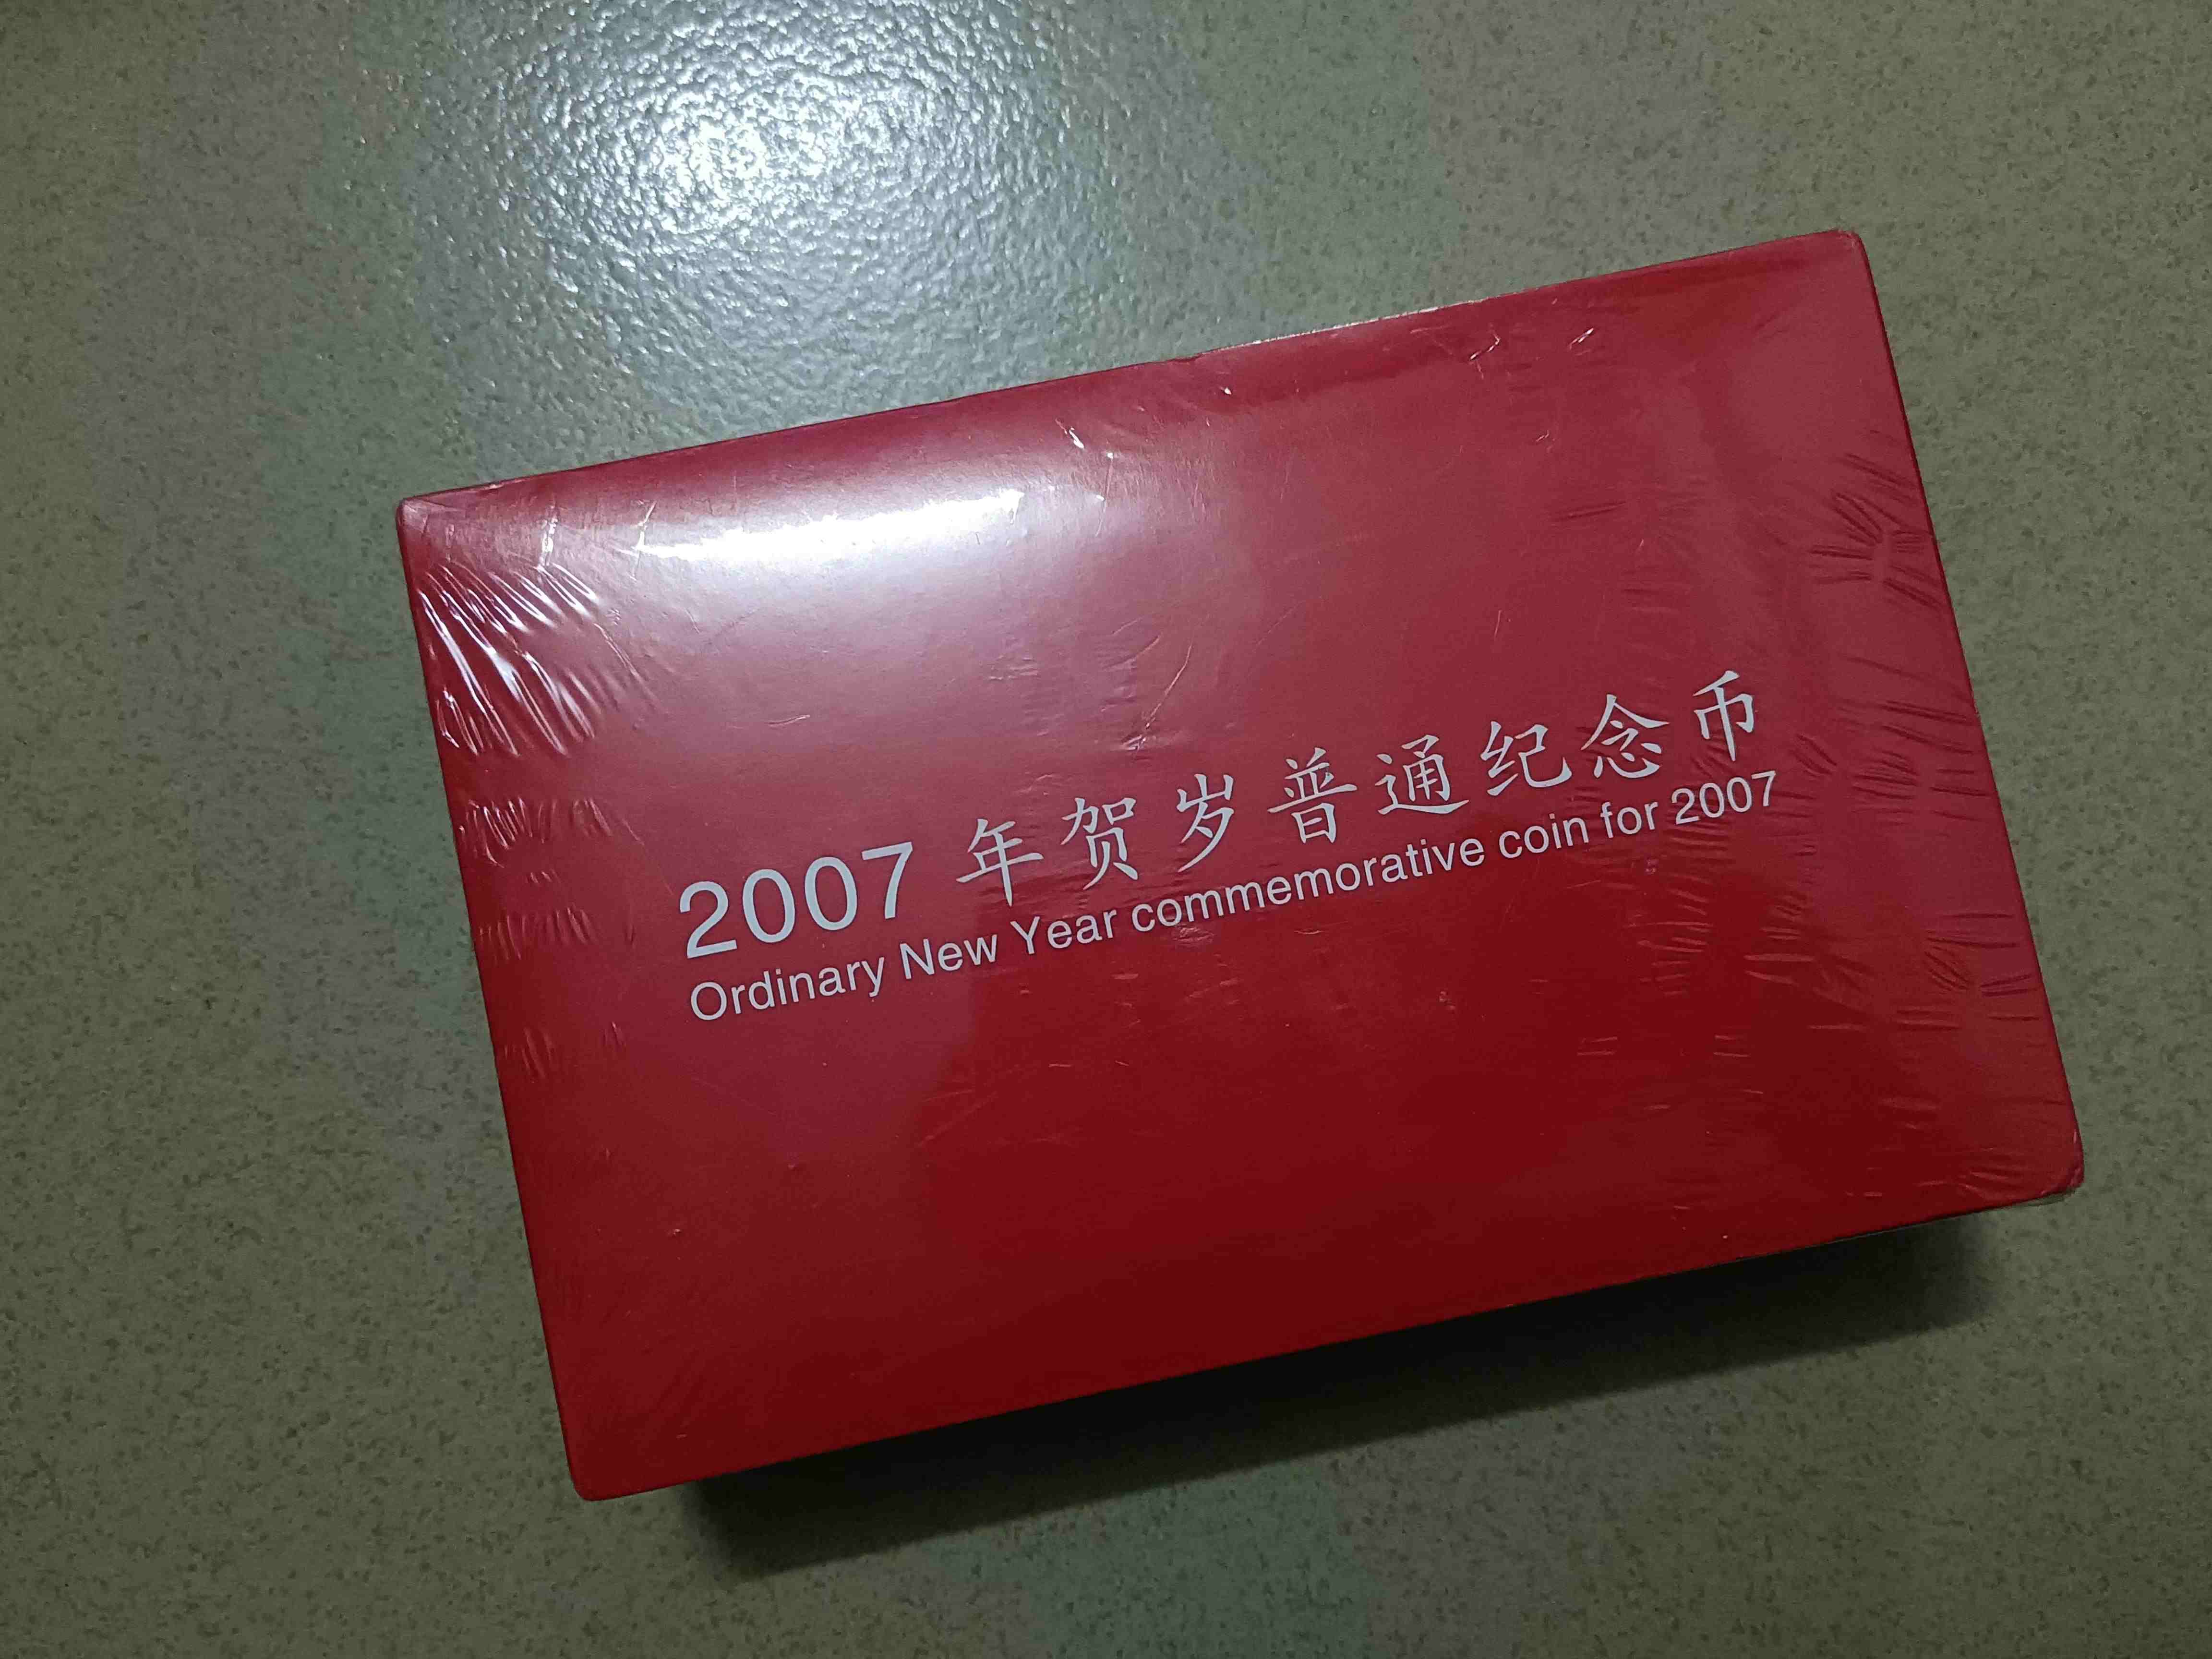 2007 年贺岁普通纪念币
Ordinary New Year commemorative coin for 2007